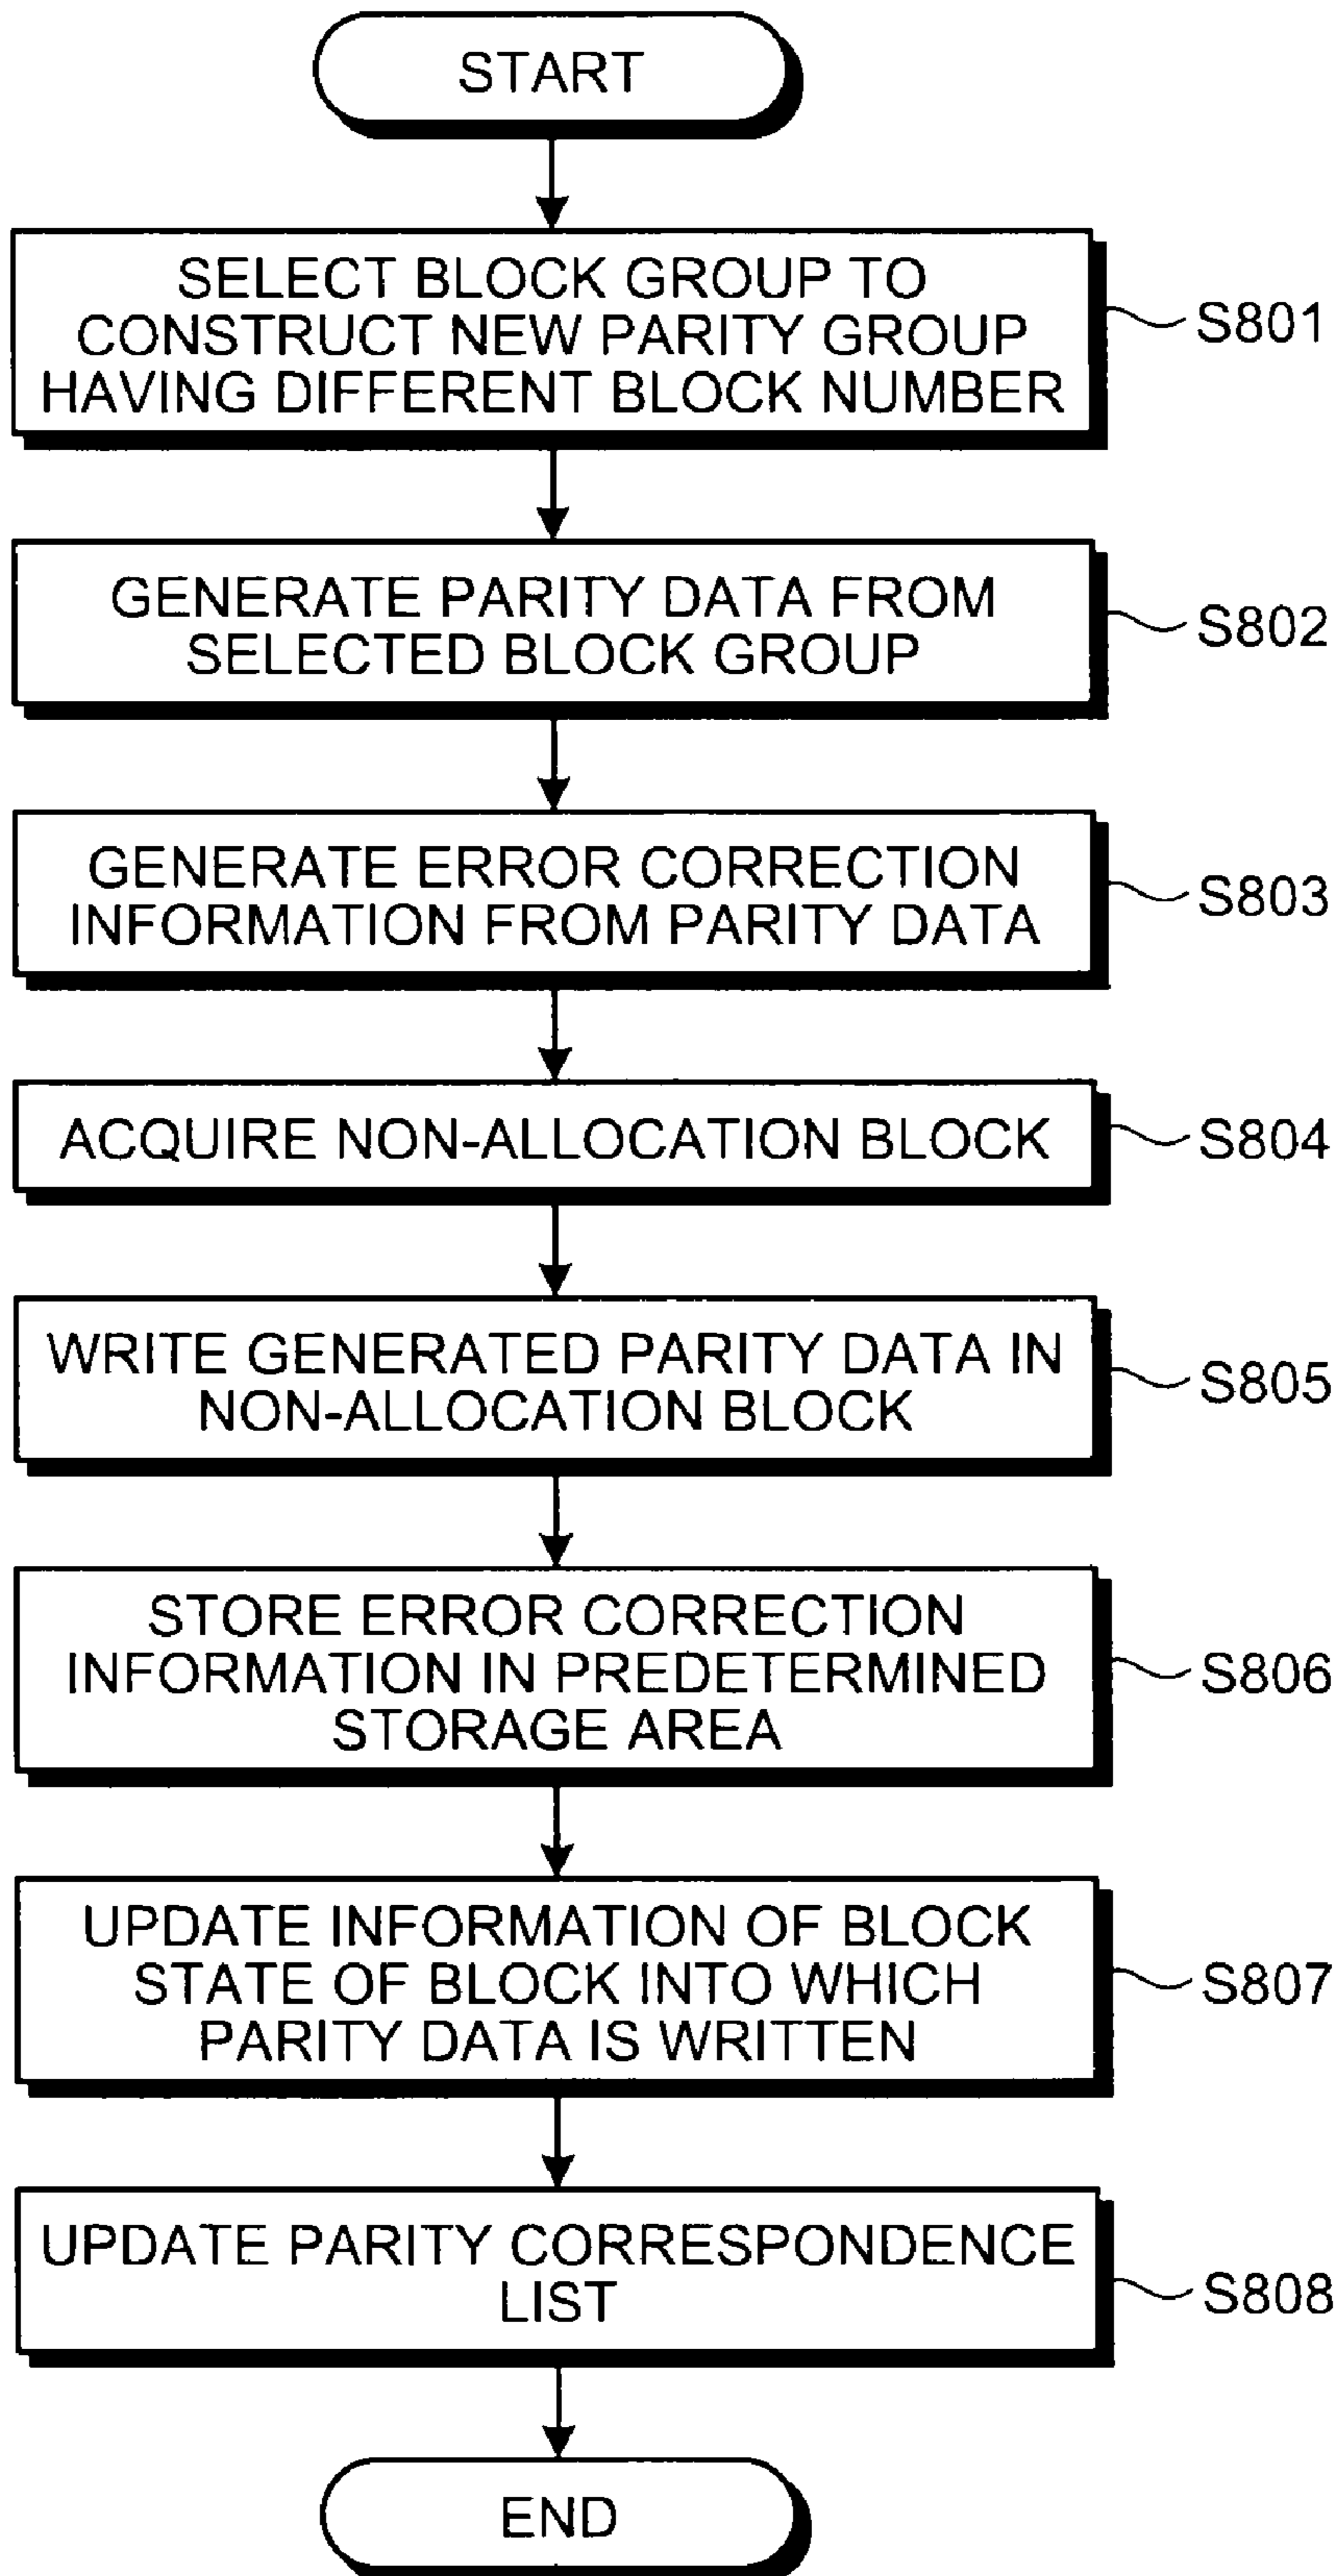 START
SELECT BLOCK GROUP TO
CONSTRUCT NEW PARITY GROUP
HAVING DIFFERENT BLOCK NUMBER
S801
GENERATE PARITY DATA FROM
SELECTED BLOCK GROUP
S802
GENERATE ERROR CORRECTION
INFORMATION FROM PARITY DATA
S803
ACQUIRE NON-ALLOCATION BLOCK
S804
WRITE GENERATED PARITY DATA IN
NON-ALLOCATION BLOCK
S805
STORE ERROR CORRECTION
INFORMATION IN PREDETERMINED
STORAGE AREA
S806
UPDATE INFORMATION OF BLOCK
STATE OF BLOCK INTO WHICH
PARITY DATA IS WRITTEN
S807
UPDATE PARITY CORRESPONDENCE
LIST
S808
END